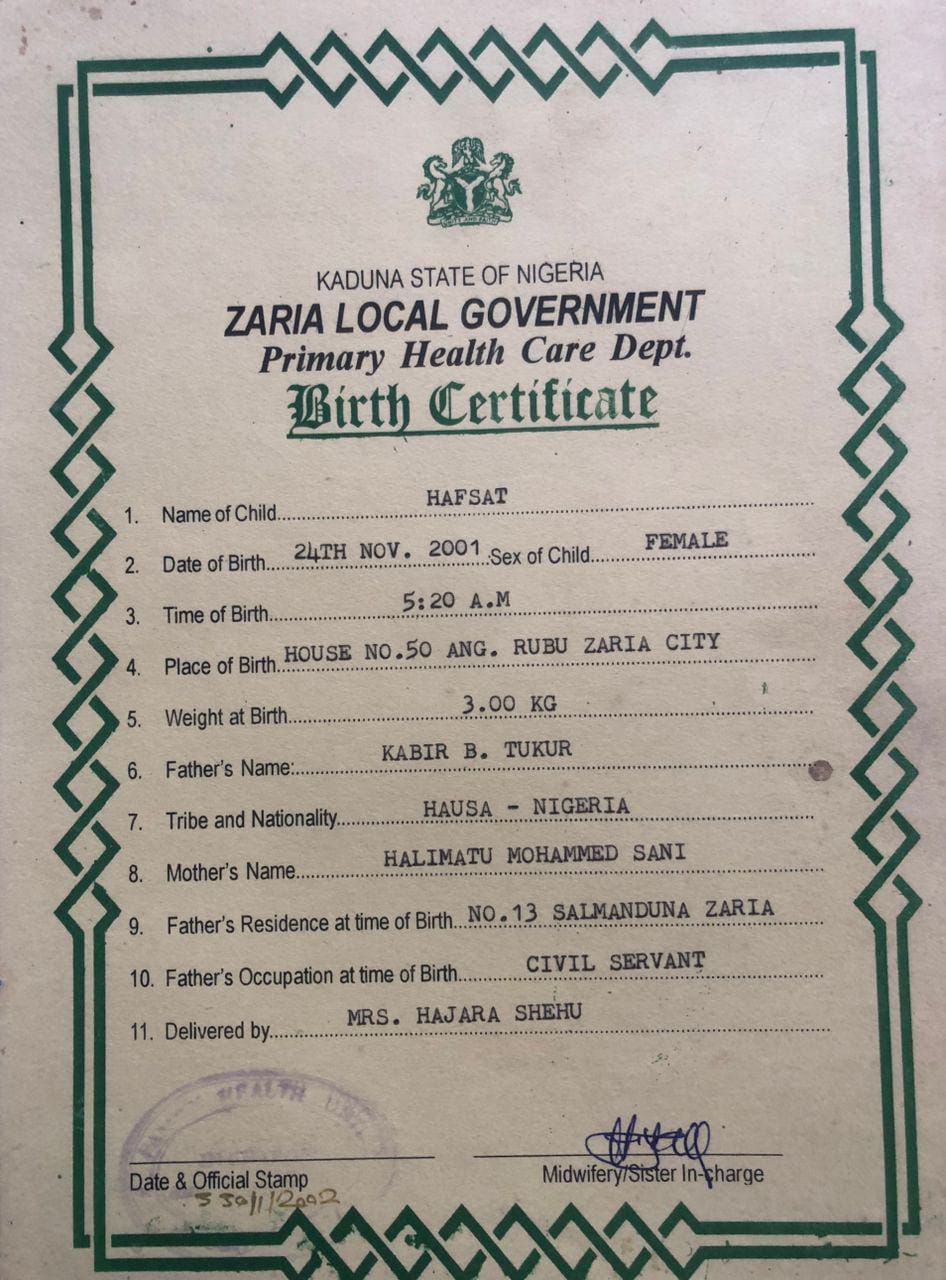 KADUNA STATE OF NIGERIA
ZARIA LOCAL GOVERNMENT
Primary Health Care Dept.
Birth Certificate
1. Name of Child HAFSAT
2. Date of Birth 24TH NOV. 2001 Sex of Child FEMALE
3. Time of Birth 5:20 A.M
4. Place of Birth HOUSE NO.50 ANG. RUBU ZARIA CITY
5. Weight at Birth 3.00 KG
6. Father's Name: KABIR B. TUKUR
7. Tribe and Nationality HAUSA - NIGERIA
8. Mother's Name HALIMATU MOHAMMED SANI
9. Father's Residence at time of Birth NO.13 SALMANDUNA ZARIA
10. Father's Occupation at time of Birth CIVIL SERVANT
11. Delivered by MRS. HAJARA SHEHU
HEALTH
Date & Official Stamp
Midwifery/Sister In-charge